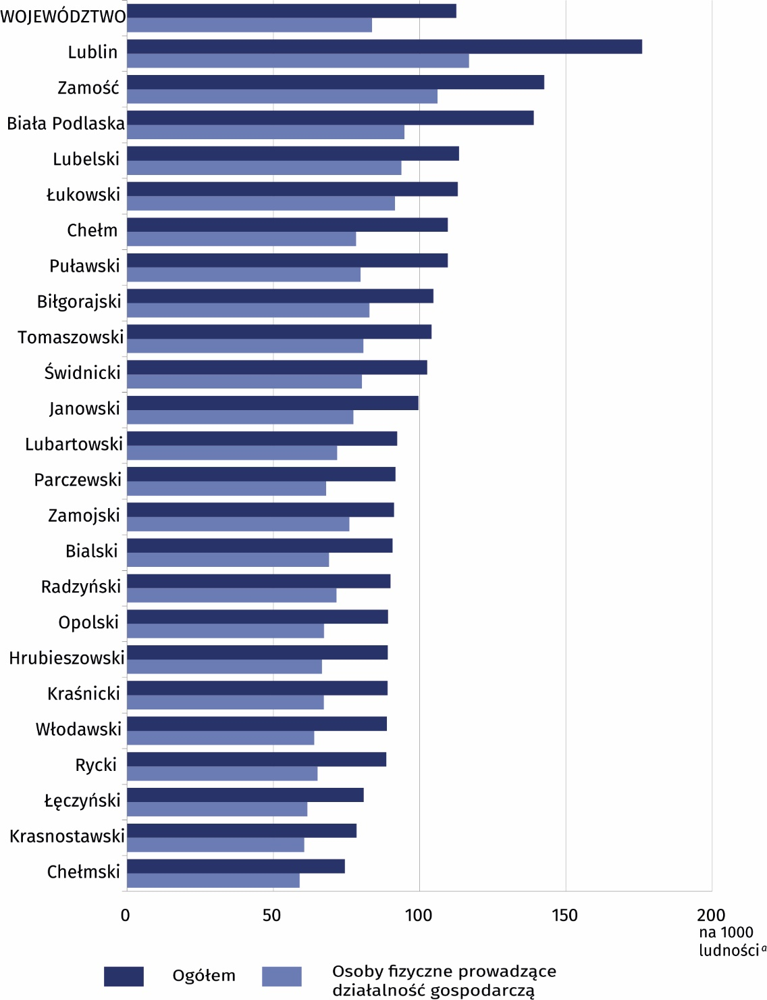 WOJEWÓDZTWO
Lublin
Zamość
Biała Podlaska
Lubelski
Łukowski
Chełm
Puławski
Biłgorajski
Tomaszowski
Świdnicki
Janowski
Lubartowski
Parczewski
Zamojski
Bialski
Radzyński
Opolski
Hrubieszowski
Kraśnicki
Włodawski
Rycki
Łęczyński
Krasnostawski
Chełmski
0 50 100 150 200
na 1000
ludności a
Ogółem
Osoby fizyczne prowadzące
działalność gospodarczą